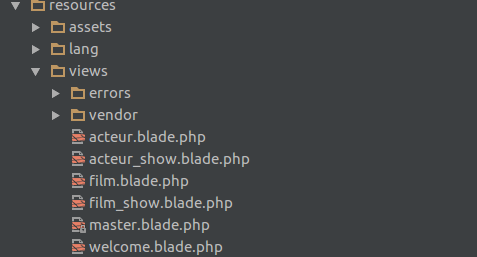 resources
assets
lang
views
errors
vendor
acteur.blade.php
acteur_show.blade.php
film.blade.php
film_show.blade.php
master.blade.php
welcome.blade.php